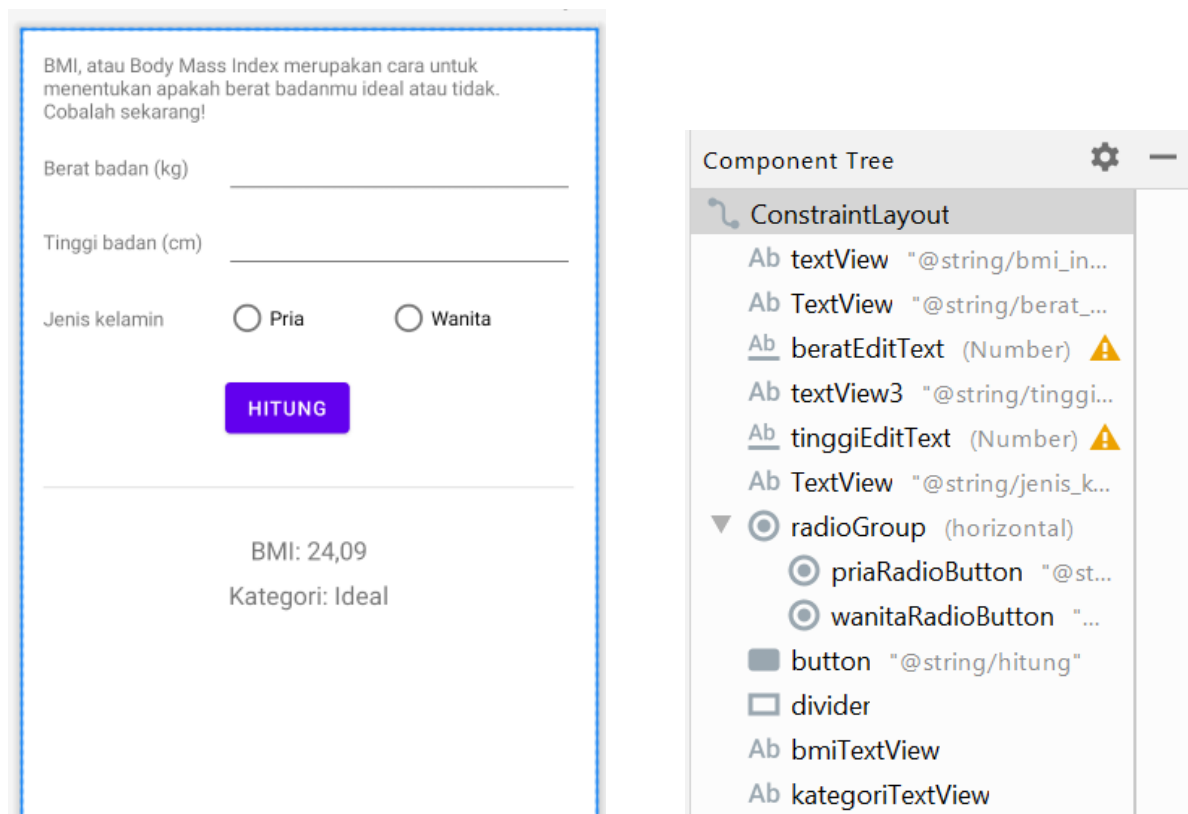 BMI, atau Body Mass Index merupakan cara untuk
menentukan apakah berat badanmu ideal atau tidak.
Cobalah sekarang!
Berat badan (kg)
Tinggi badan (cm)
Jenis kelamin
Pria
Wanita
HITUNG
BMI: 24,09
Kategori: Ideal
Component Tree
ConstraintLayout
Ab textView "@string/bmi_in...
Ab TextView "@string/berat_...
Ab beratEditText (Number)
Ab textView3 "@string/tinggi...
Ab tinggiEditText (Number)
Ab TextView "@string/jenis_k...
radioGroup (horizontal)
priaRadioButton "@st...
wanitaRadioButton "...
button "@string/hitung"
divider
Ab bmiTextView
Ab kategoriTextView